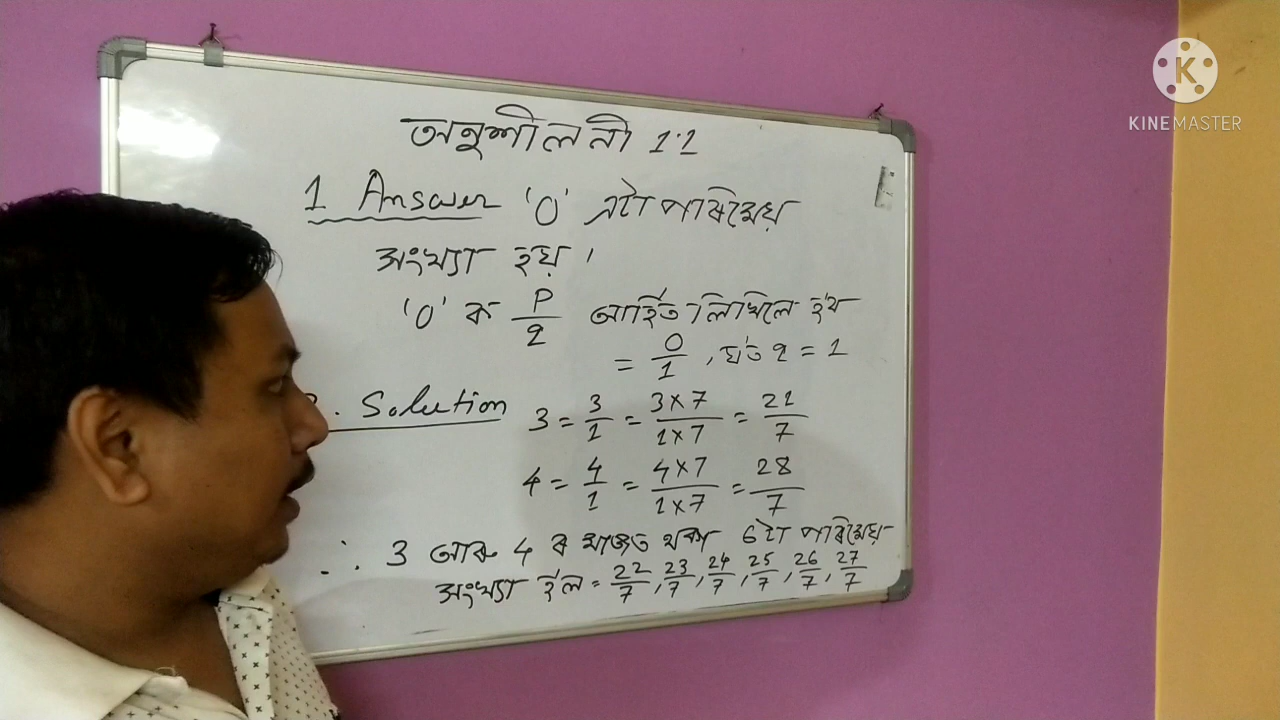 অনুশীলনী 1.1
1 Answer '0' এটা পৰিমেয়
সংখ্যা হয়।
'0' ক P/q আৰ্হিত লিখিলে হ'ব
= 0/1, য'ত q = 1
2. Solution 3 = 3/1 = 3×7/1×7 = 21/7
4 = 4/1 = 4×7/1×7 = 28/7
∴ 3 আৰু 4 ৰ মাজত থকা 6টা পৰিমেয়
সংখ্যা হ'ল = 22/7, 23/7, 24/7, 25/7, 26/7, 27/7
K
KINEMASTER